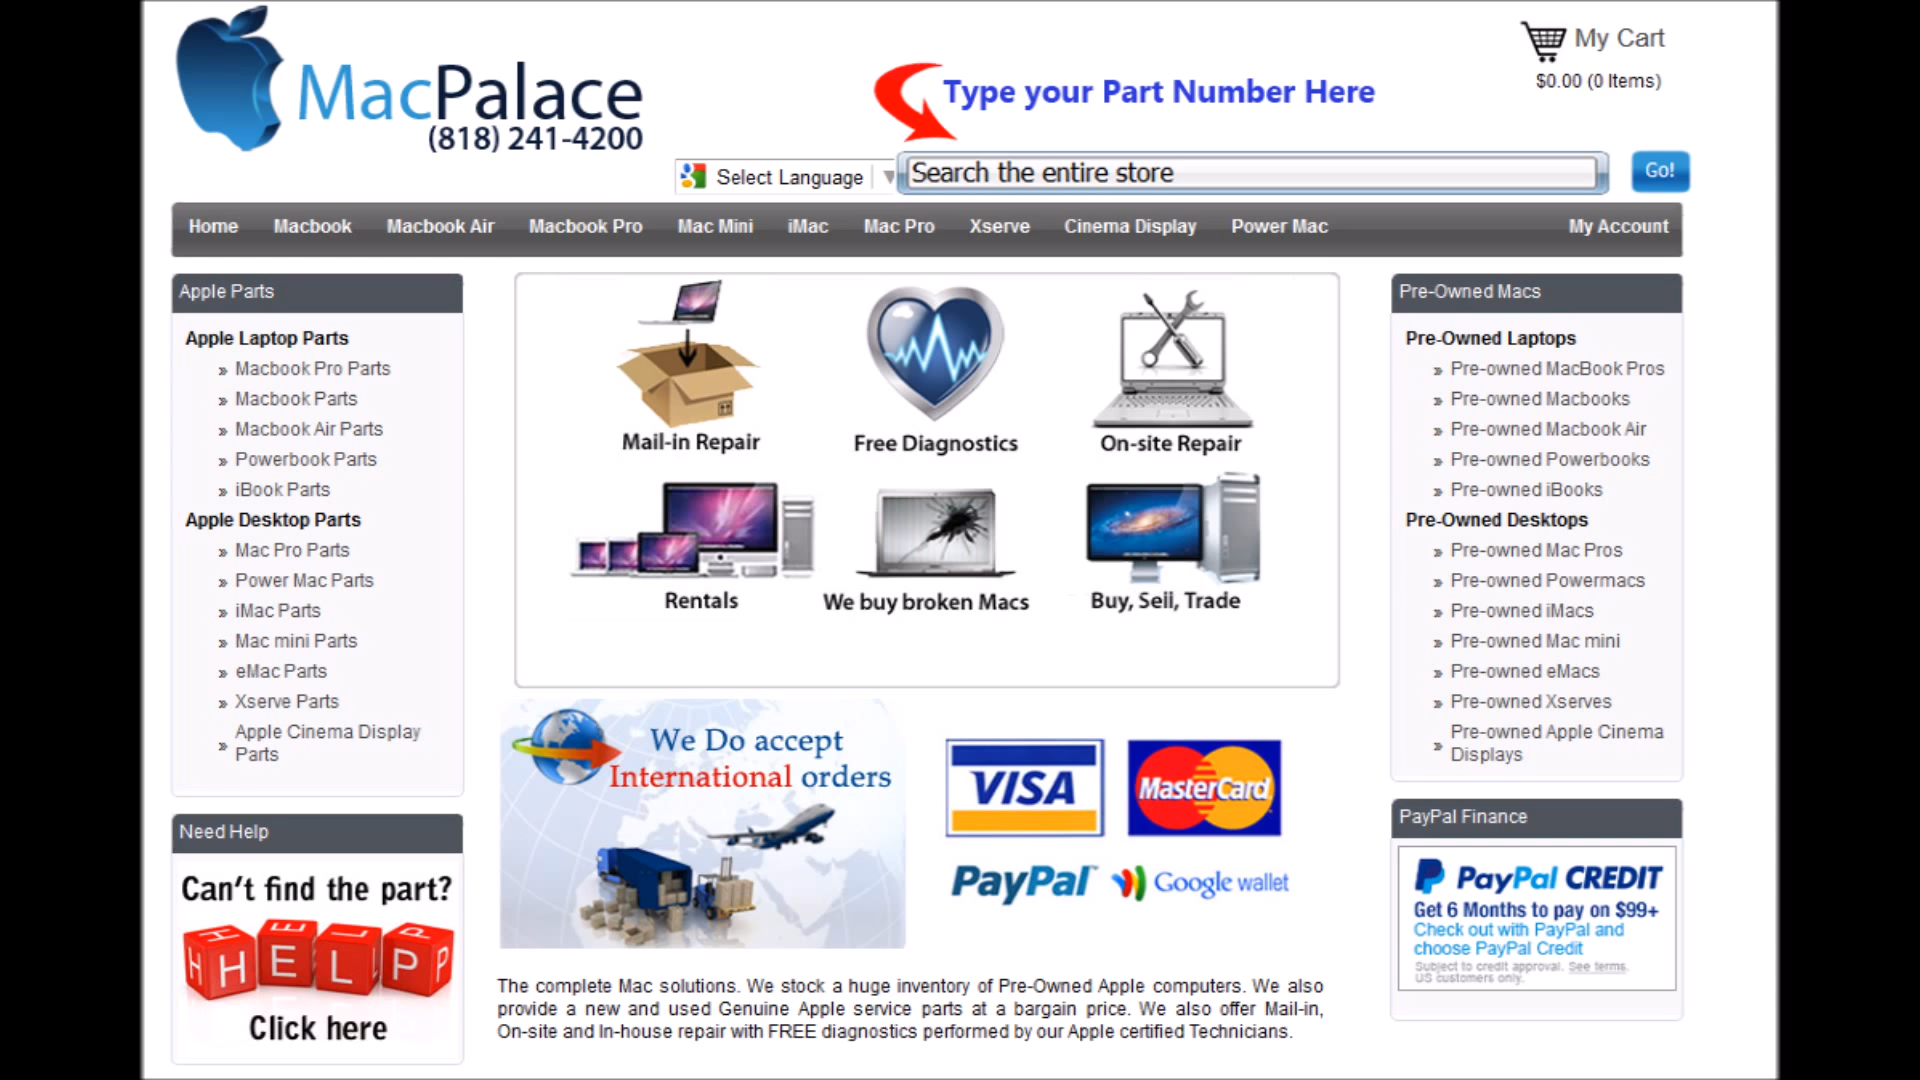 MacPalace
(818) 241-4200
Type your Part Number Here
My Cart
$0.00 (0 Items)
Select Language
Search the entire store
Go!
Home Macbook Macbook Air Macbook Pro Mac Mini iMac Mac Pro Xserve Cinema Display Power Mac My Account
Apple Parts
Apple Laptop Parts
» Macbook Pro Parts
» Macbook Parts
» Macbook Air Parts
» Powerbook Parts
» iBook Parts
Apple Desktop Parts
» Mac Pro Parts
» Power Mac Parts
» iMac Parts
» Mac mini Parts
» eMac Parts
» Xserve Parts
» Apple Cinema Display
Parts
Need Help
Can't find the part?
HELP
Click here
Mail-in Repair
Free Diagnostics
On-site Repair
Rentals
We buy broken Macs
Buy, Sell, Trade
We Do accept
International orders
VISA
MasterCard
PayPal
Google wallet
The complete Mac solutions. We stock a huge inventory of Pre-Owned Apple computers. We also
provide a new and used Genuine Apple service parts at a bargain price. We also offer Mail-in,
On-site and In-house repair with FREE diagnostics performed by our Apple certified Technicians.
Pre-Owned Macs
Pre-Owned Laptops
» Pre-owned MacBook Pros
» Pre-owned Macbooks
» Pre-owned Macbook Air
» Pre-owned Powerbooks
» Pre-owned iBooks
Pre-Owned Desktops
» Pre-owned Mac Pros
» Pre-owned Powermacs
» Pre-owned iMacs
» Pre-owned Mac mini
» Pre-owned eMacs
» Pre-owned Xserves
» Pre-owned Apple Cinema
Displays
PayPal Finance
PayPal CREDIT
Get 6 Months to pay on $99+
Check out with PayPal and
choose PayPal Credit
Subject to credit approval. See terms.
US customers only.